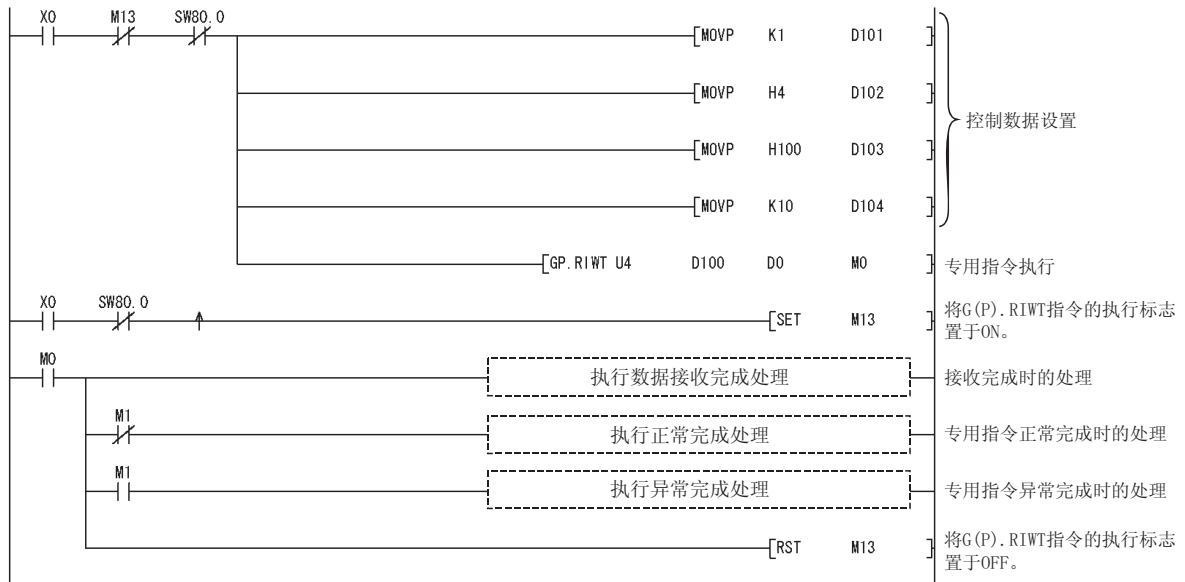 X0 M13 SW80.0
MOVP K1 D101
MOVP H4 D102
控制数据设置
MOVP H100 D103
MOVP K10 D104
GP.RIWT U4 D100 D0 M0 专用指令执行
X0 SW80.0
SET M13 将G(P).RIWT指令的执行标志
置于ON。
M0
执行数据接收完成处理 接收完成时的处理
M1
执行正常完成处理 专用指令正常完成时的处理
M1
执行异常完成处理 专用指令异常完成时的处理
RST M13 将G(P).RIWT指令的执行标志
置于OFF。